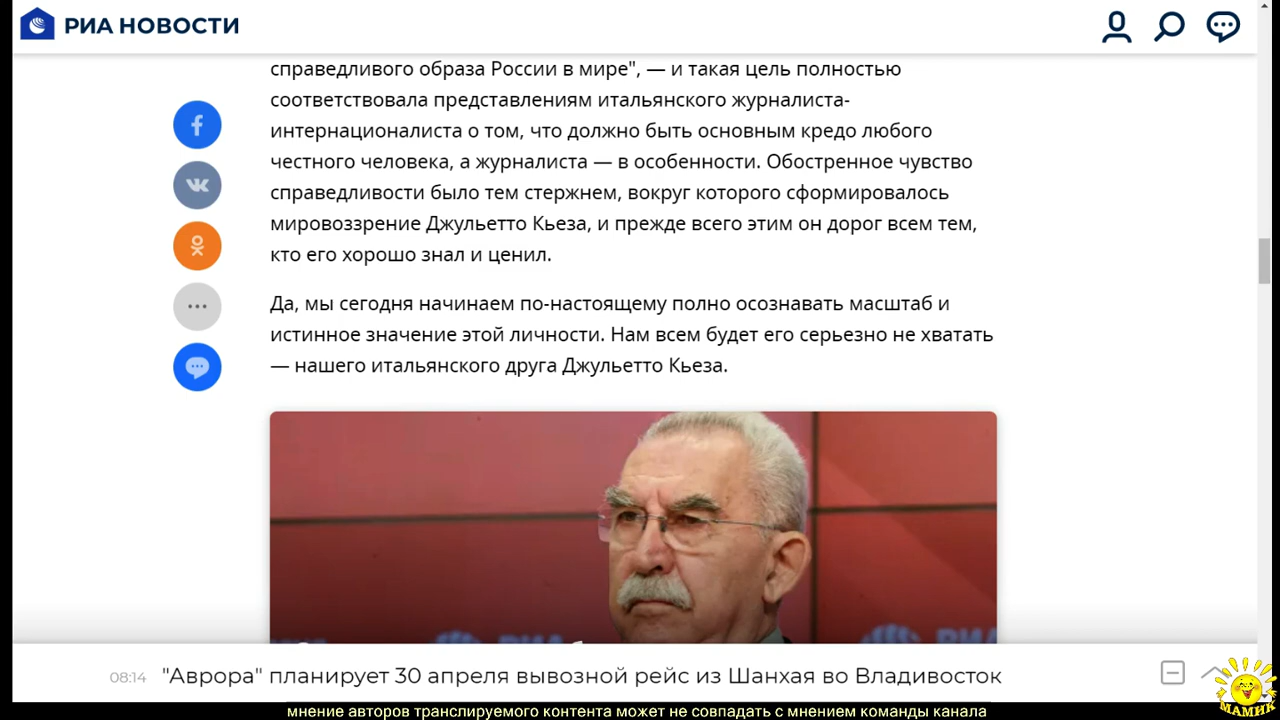 РИА НОВОСТИ
справедливого образа России в мире", — и такая цель полностью
соответствовала представлениям итальянского журналиста-
интернационалиста о том, что должно быть основным кредо любого
честного человека, а журналиста — в особенности. Обостренное чувство
справедливости было тем стержнем, вокруг которого сформировалось
мировоззрение Джульетто Кьеза, и прежде всего этим он дорог всем тем,
кто его хорошо знал и ценил.
Да, мы сегодня начинаем по-настоящему полно осознавать масштаб и
истинное значение этой личности. Нам всем будет его серьезно не хватать
— нашего итальянского друга Джульетто Кьеза.
08:14 "Аврора" планирует 30 апреля вывозной рейс из Шанхая во Владивосток
МАМИК
мнение авторов транслируемого контента может не совпадать с мнением команды канала